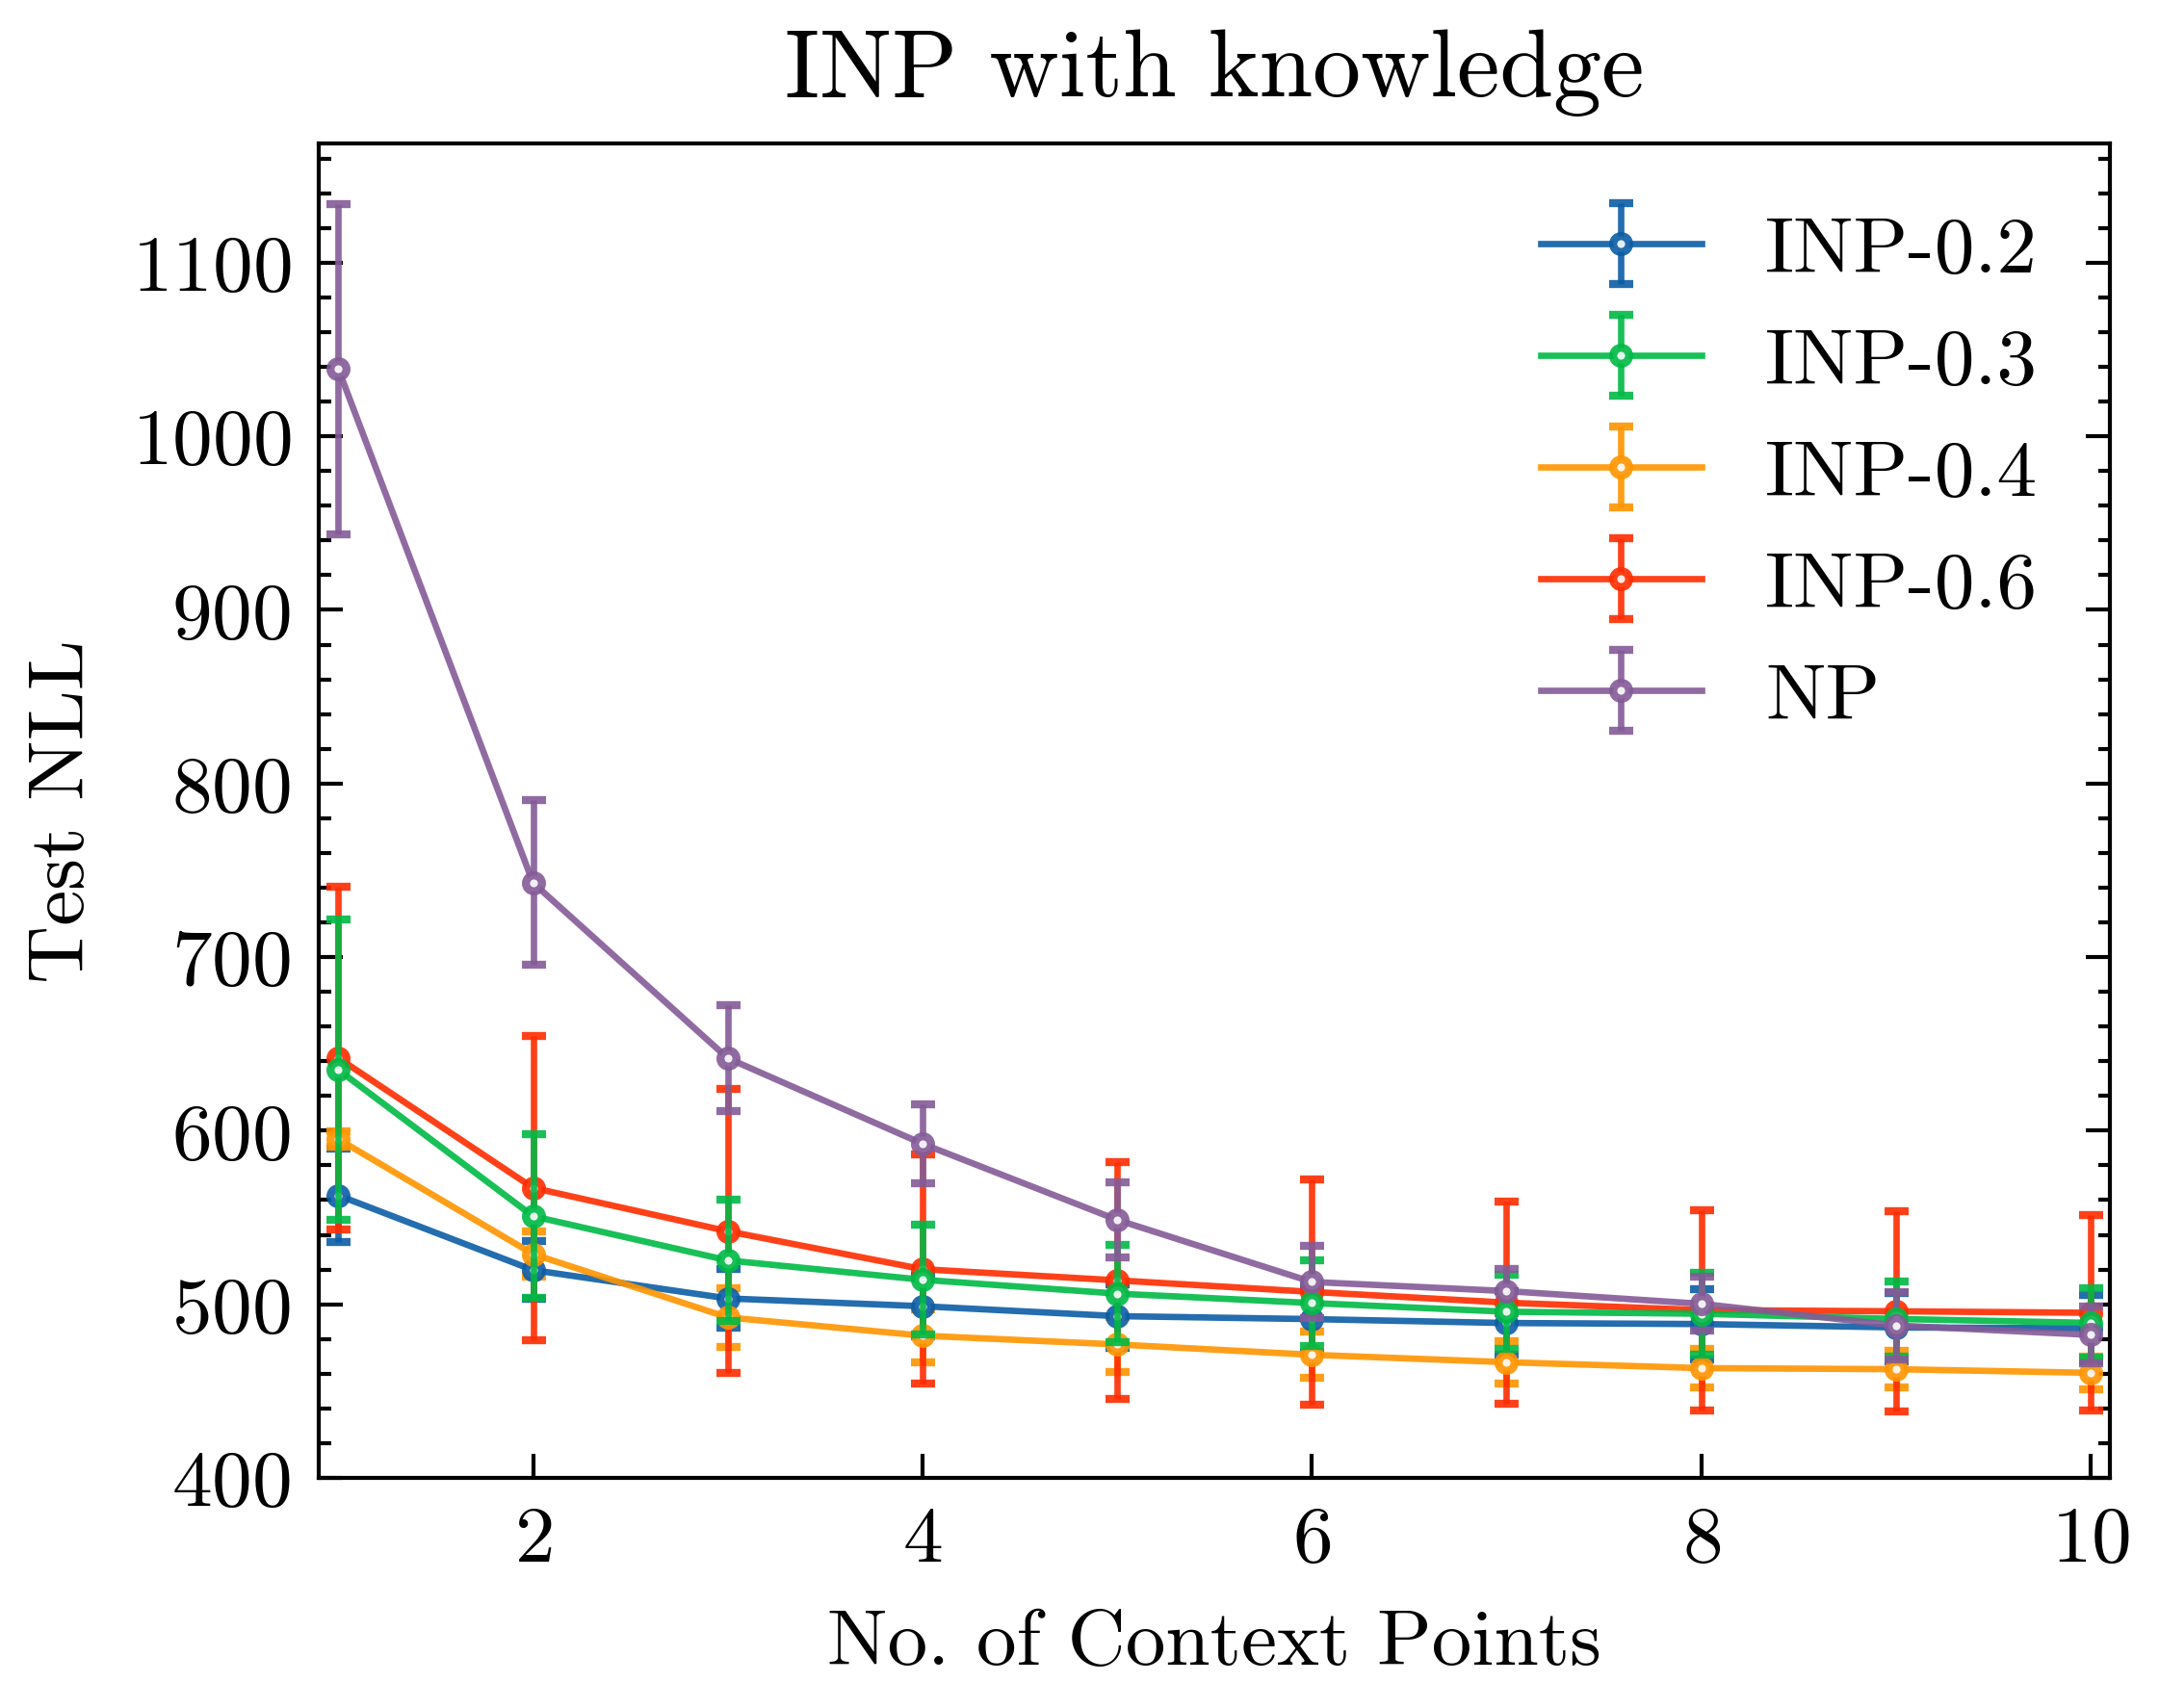 INP with knowledge
1100
1000
900
800
700
600
500
400
Test NLL
INP-0.2
INP-0.3
INP-0.4
INP-0.6
NP
2 4 6 8 10
No. of Context Points